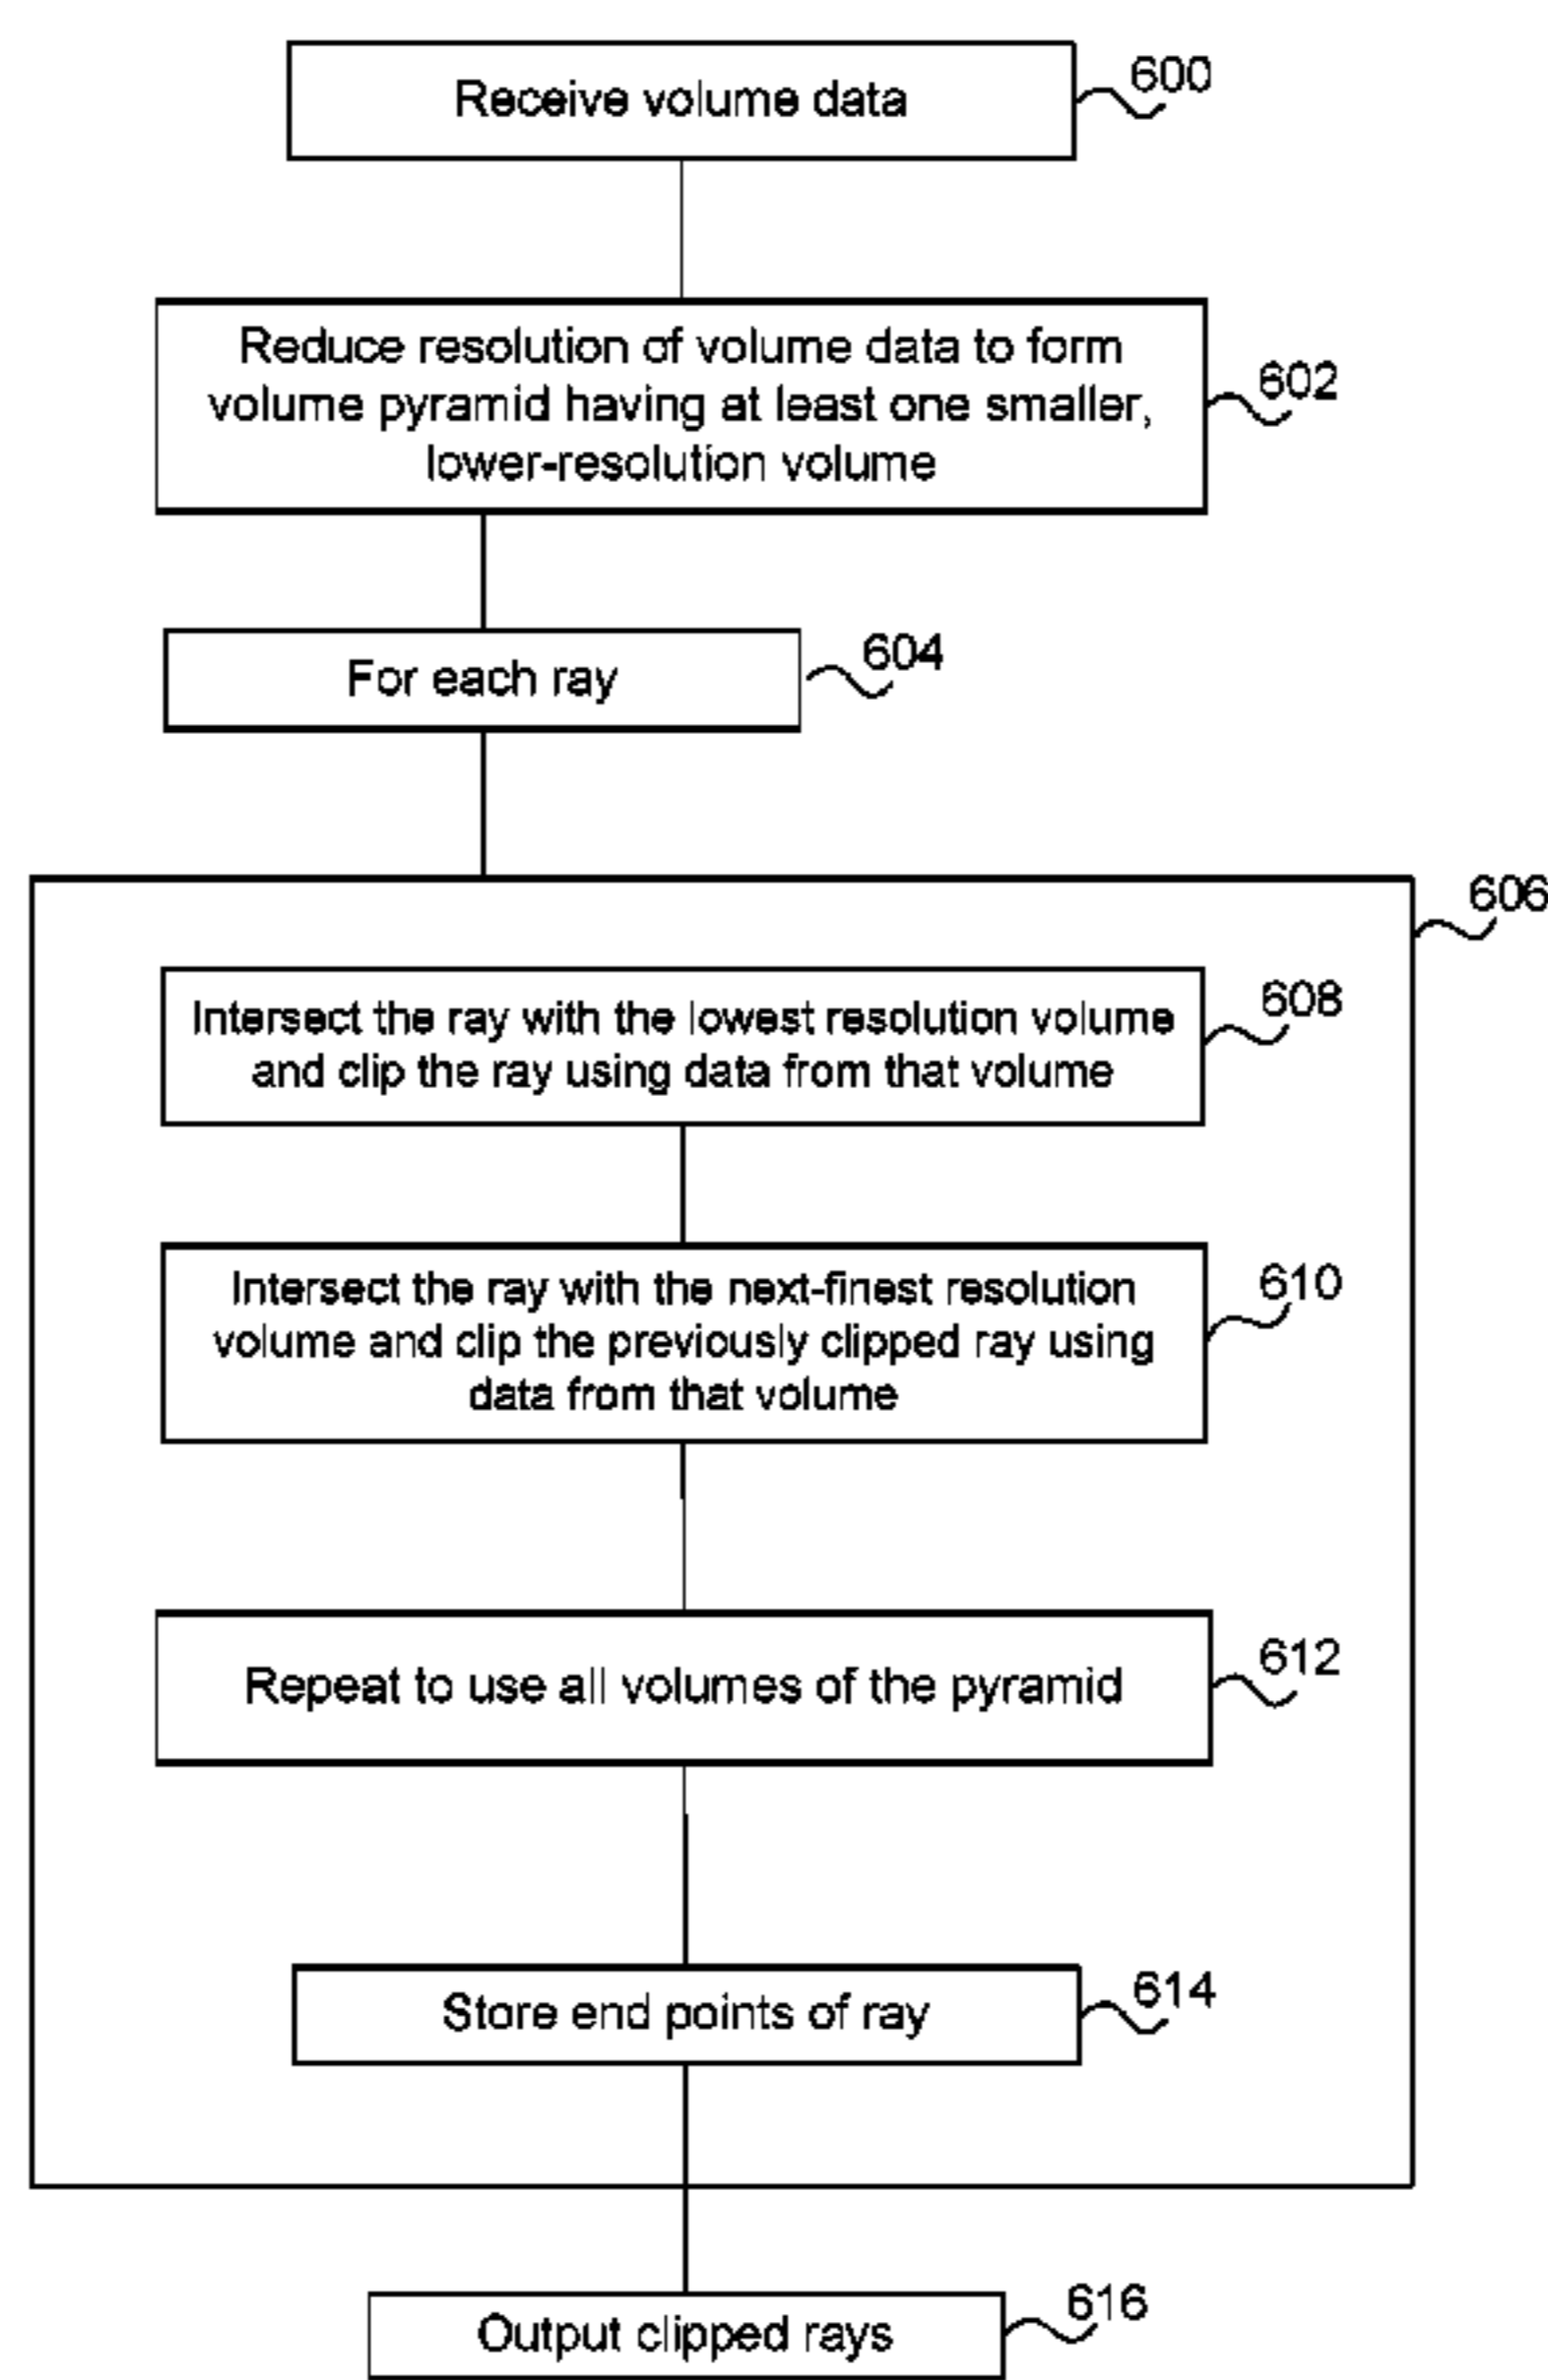 Receive volume data
600
Reduce resolution of volume data to form
volume pyramid having at least one smaller,
lower-resolution volume
602
For each ray
604
606
Intersect the ray with the lowest resolution volume
and clip the ray using data from that volume
608
Intersect the ray with the next-finest resolution
volume and clip the previously clipped ray using
data from that volume
610
Repeat to use all volumes of the pyramid
612
Store end points of ray
614
Output clipped rays
616